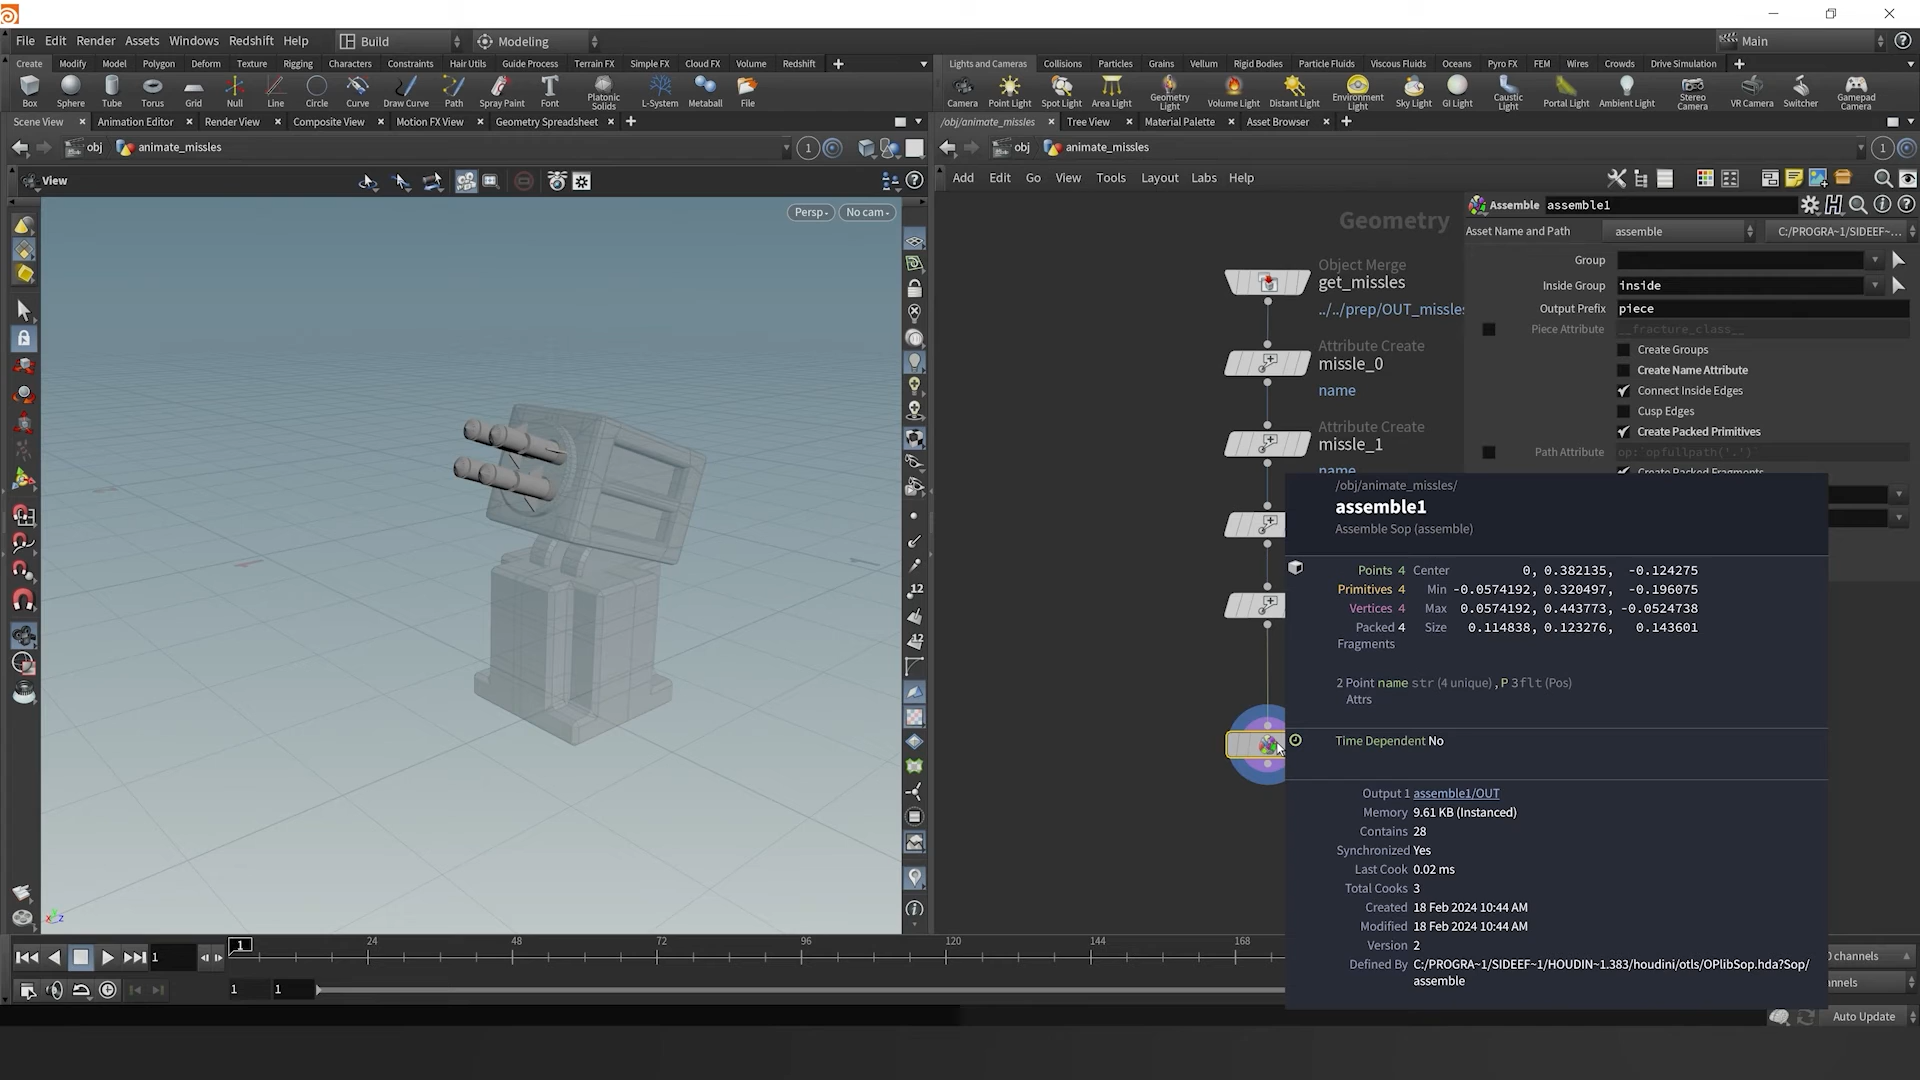 File Edit Render Assets Windows Redshift Help Build Modeling Main
Create Modify Model Polygon Deform Texture Rigging Characters Constraints Hair Utils Guide Process Terrain FX Simple FX Cloud FX Volume Redshift
Lights and Cameras Collisions Particles Grains Vellum Rigid Bodies Particle Fluids Viscous Fluids Oceans Pyro FX FEM Wires Crowds Drive Simulation
Box Sphere Tube Torus Grid Null Line Circle Curve Draw Curve Path Spray Paint Font Platonic Solids L-System Metaball File
Camera Point Light Spot Light Area Light Geometry Light Volume Light Distant Light Environment Light Sky Light GI Light Caustic Light Portal Light Ambient Light Stereo Camera VR Camera Switcher Gamepad Camera
Scene View Animation Editor Render View Composite View Motion FX View Geometry Spreadsheet
/obj/animate_missles Tree View Material Palette Asset Browser
obj animate_missles 1
obj animate_missles 1
View
Add Edit Go View Tools Layout Labs Help
Persp No cam
Geometry
Object Merge
get_missles
../../prep/OUT_missles
Attribute Create
missle_0
name
Attribute Create
missle_1
name
Assemble assemble1
Asset Name and Path assemble C:/PROGRA~1/SIDEEF~...
Group
Inside Group inside
Output Prefix piece
Piece Attribute __fracture_class__
Create Groups
Create Name Attribute
Connect Inside Edges
Cusp Edges
Create Packed Primitives
Path Attribute op:`opfullpath('.')`
Create Packed Fragments
/obj/animate_missles/
assemble1
Assemble Sop (assemble)
Points 4 Center 0, 0.382135, -0.124275
Primitives 4 Min -0.0574192, 0.320497, -0.196075
Vertices 4 Max 0.0574192, 0.443773, -0.0524738
Packed 4 Size 0.114838, 0.123276, 0.143601
Fragments
2 Point name str (4 unique), P 3flt (Pos)
Attrs
Time Dependent No
Output 1 assemble1/OUT
Memory 9.61 KB (Instanced)
Contains 28
Synchronized Yes
Last Cook 0.02 ms
Total Cooks 3
Created 18 Feb 2024 10:44 AM
Modified 18 Feb 2024 10:44 AM
Version 2
Defined By C:/PROGRA~1/SIDEEF~1/HOUDIN~1.383/houdini/otls/OPlibSop.hda?Sop/
assemble
12
12
x z
1 1 24 48 72 96 120 144 168
0 channels
1 1
nnels
Auto Update